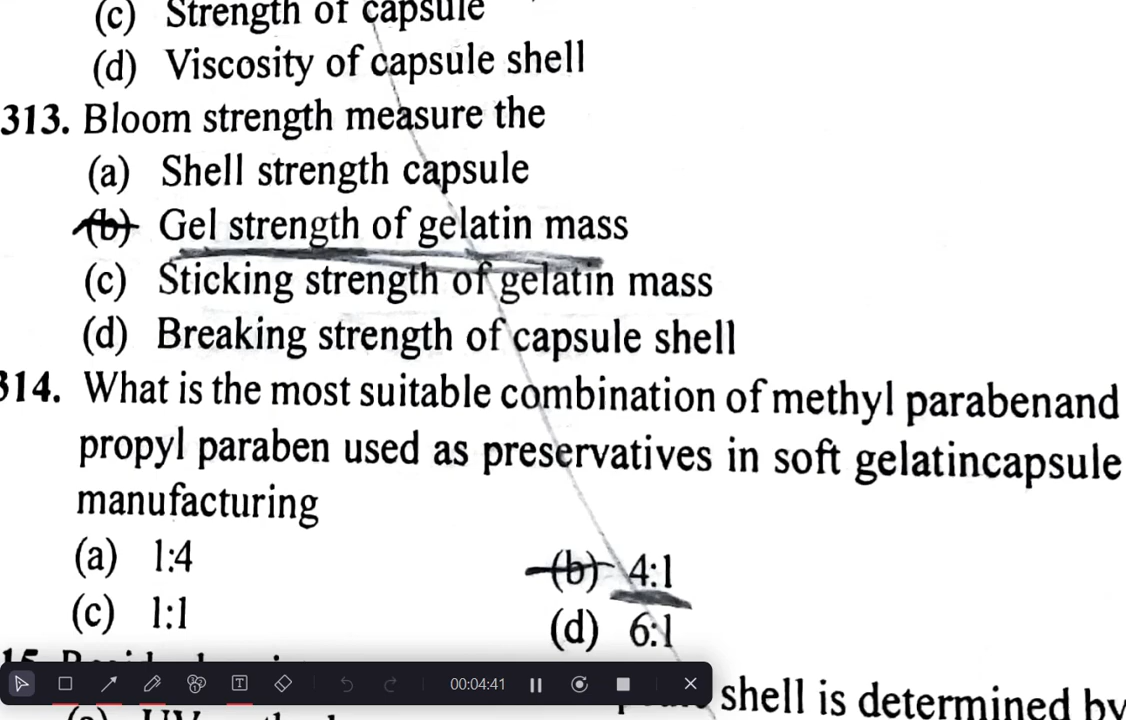 (c) Strength of capsule
(d) Viscosity of capsule shell
313. Bloom strength measure the
(a) Shell strength capsule
(b) Gel strength of gelatin mass
(c) Sticking strength of gelatin mass
(d) Breaking strength of capsule shell
314. What is the most suitable combination of methyl parabenand
propyl paraben used as preservatives in soft gelatincapsule
manufacturing
(a) 1:4 (b) 4:1
(c) 1:1 (d) 6:1
00:04:41
shell is determined by